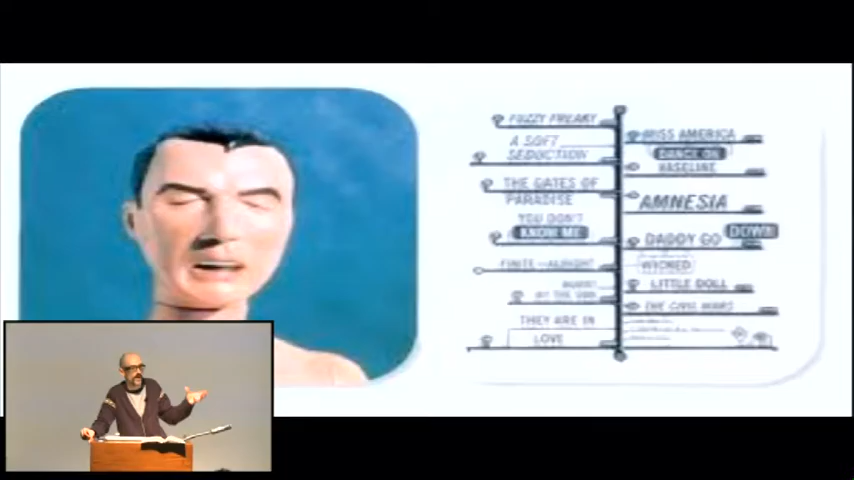 FUZZY FREAKY
A SOFT
SEDUCTION
THE GATES OF
PARADISE
YOU DON'T
KNOW ME
FINITE=ALRIGHT
THEY ARE IN
LOVE
MISS AMERICA
DANCE ON
VASELINE
AMNESIA
DADDY GO DOWN
WICKED
LITTLE DOLL
THE CIVIL WARS